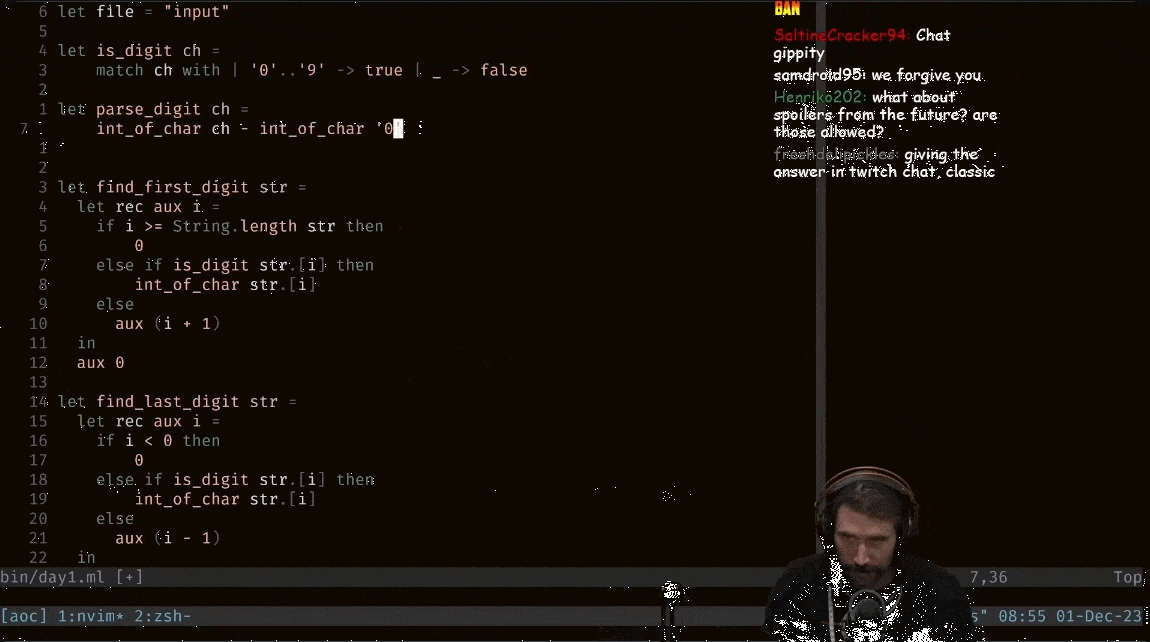 6 let file = "input"
5
4 let is_digit ch =
3 match ch with | '0'..'9' -> true | _ -> false
2
1 let parse_digit ch =
7 int_of_char ch - int_of_char '0'
1
2
3 let find_first_digit str =
4 let rec aux i =
5 if i >= String.length str then
6 0
7 else if is_digit str.[i] then
8 int_of_char str.[i]
9 else
10 aux (i + 1)
11 in
12 aux 0
13
14 let find_last_digit str =
15 let rec aux i =
16 if i < 0 then
17 0
18 else if is_digit str.[i] then
19 int_of_char str.[i]
20 else
21 aux (i - 1)
22 in
bin/day1.ml [+] 7,36 Top
[aoc] 1:nvim* 2:zsh- s" 08:55 01-Dec-23
BAN
SaltineCracker94: Chat
gippify
samdroid95: we forgive you
Henriko202: what about
spoilers from the future? are
those allowed?
giving the
answer in twitch chat, classic